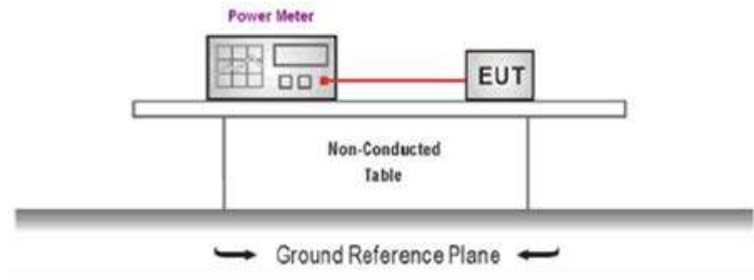 Power Meter
EUT
Non-Conducted
Table
Ground Reference Plane